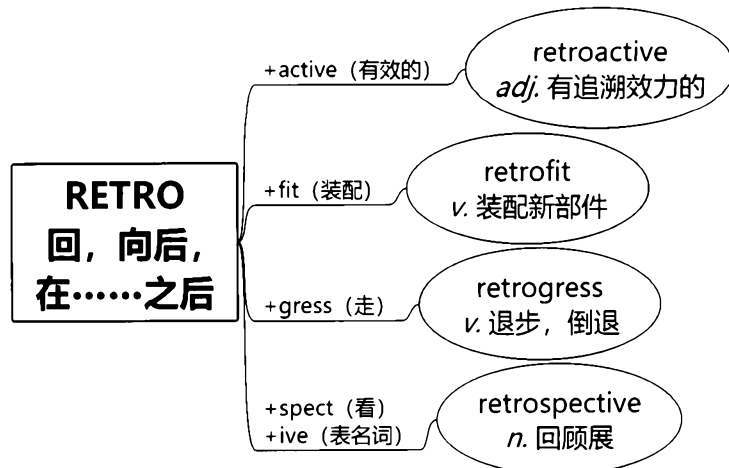 RETRO
回，向后，
在……之后
+active（有效的）
retroactive
adj. 有追溯效力的
+fit（装配）
retrofit
v. 装配新部件
+gress（走）
retrogress
v. 退步，倒退
+spect（看）
+ive（表名词）
retrospective
n. 回顾展